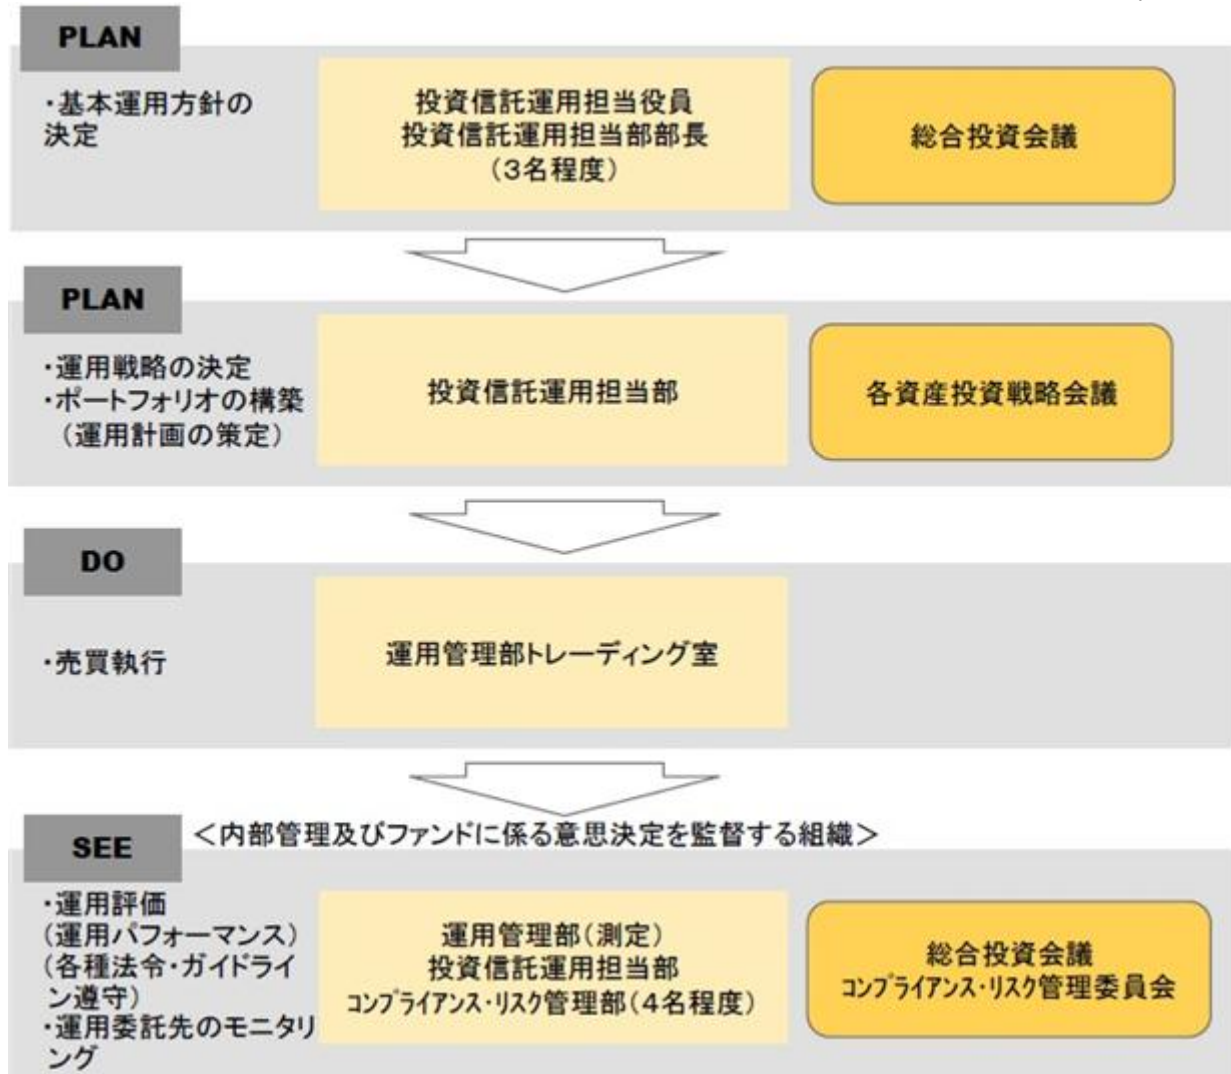 PLAN
・基本運用方針の
決定
投資信託運用担当役員
投資信託運用担当部部長
（3名程度）
総合投資会議
PLAN
・運用戦略の決定
・ポートフォリオの構築
（運用計画の策定）
投資信託運用担当部
各資産投資戦略会議
DO
・売買執行
運用管理部トレーディング室
SEE
＜内部管理及びファンドに係る意思決定を監督する組織＞
・運用評価
（運用パフォーマンス）
（各種法令・ガイドライ
ン遵守）
・運用委託先のモニタリ
ング
運用管理部（測定）
投資信託運用担当部
ｺﾝﾌﾟﾗｲｱﾝｽ・ﾘｽｸ管理部（4名程度）
総合投資会議
ｺﾝﾌﾟﾗｲｱﾝｽ・ﾘｽｸ管理委員会